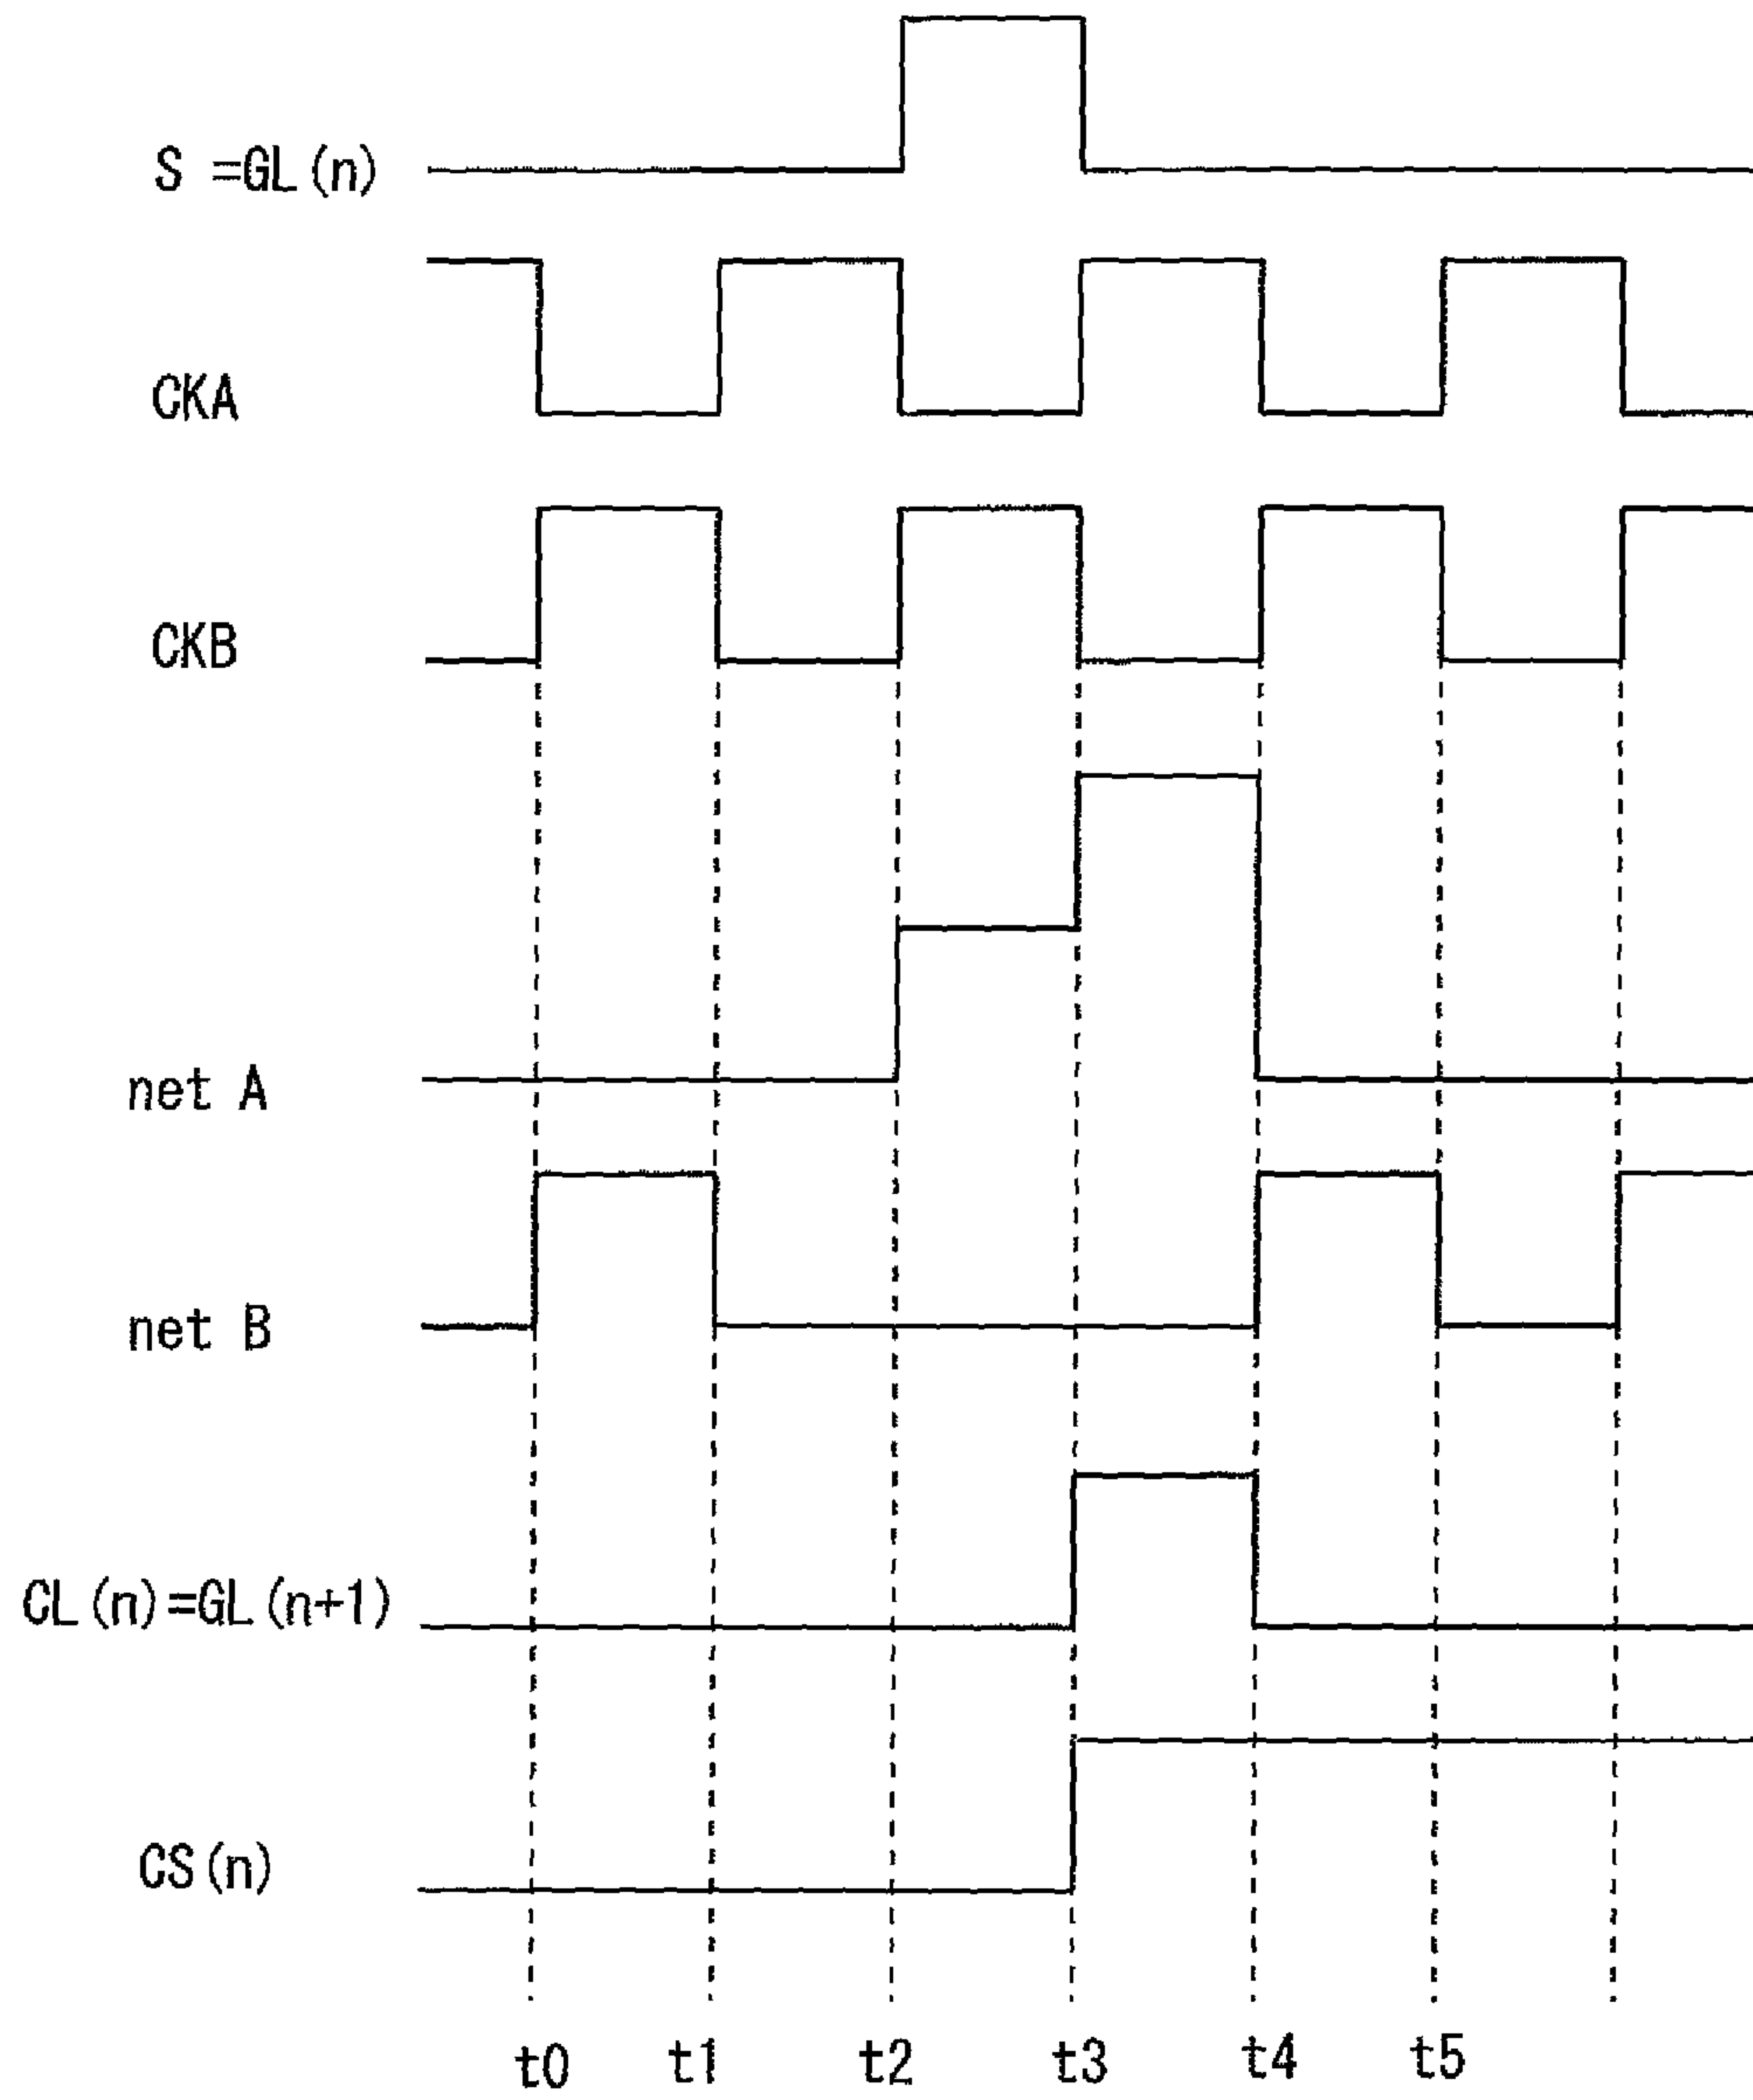 S =GL(n)
CKA
CKB
net A
net B
CL(n)=GL(n+1)
CS(n)
t0 t1 t2 t3 t4 t5